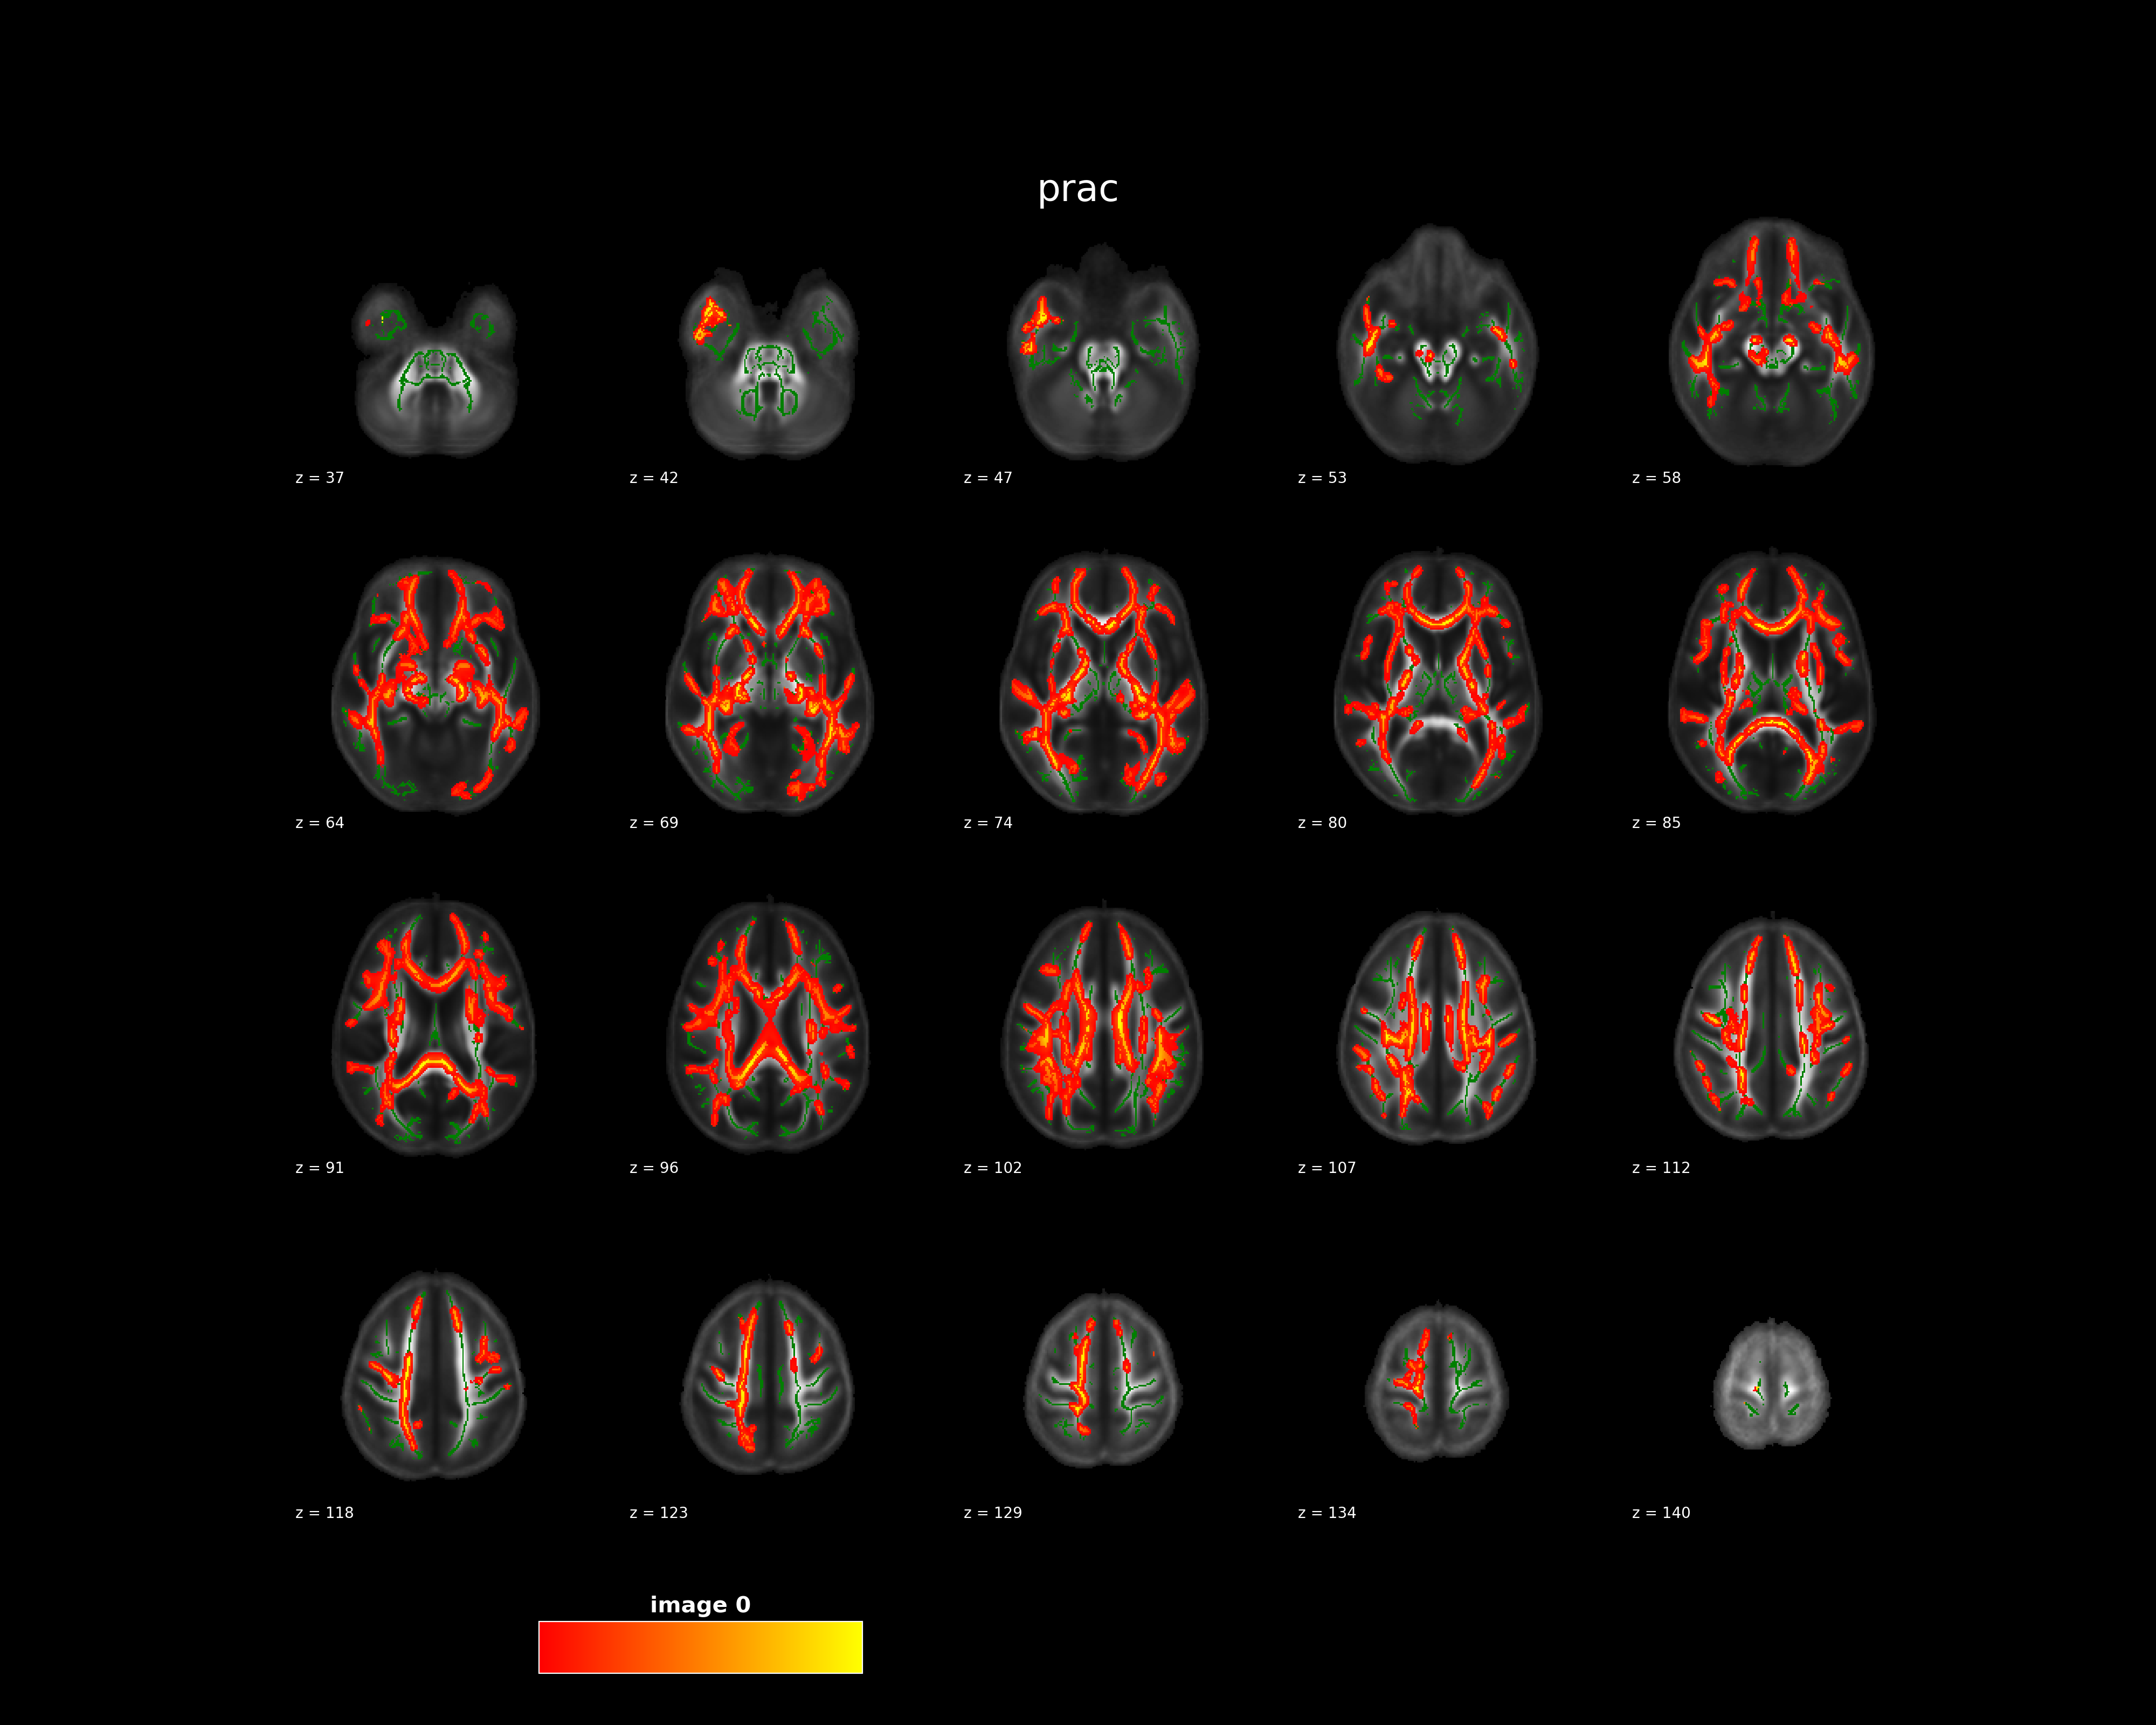 prac
z = 37
z = 42
z = 47
z = 53
z = 58
z = 64
z = 69
z = 74
z = 80
z = 85
z = 91
z = 96
z = 102
z = 107
z = 112
z = 118
z = 123
z = 129
z = 134
z = 140
image 0